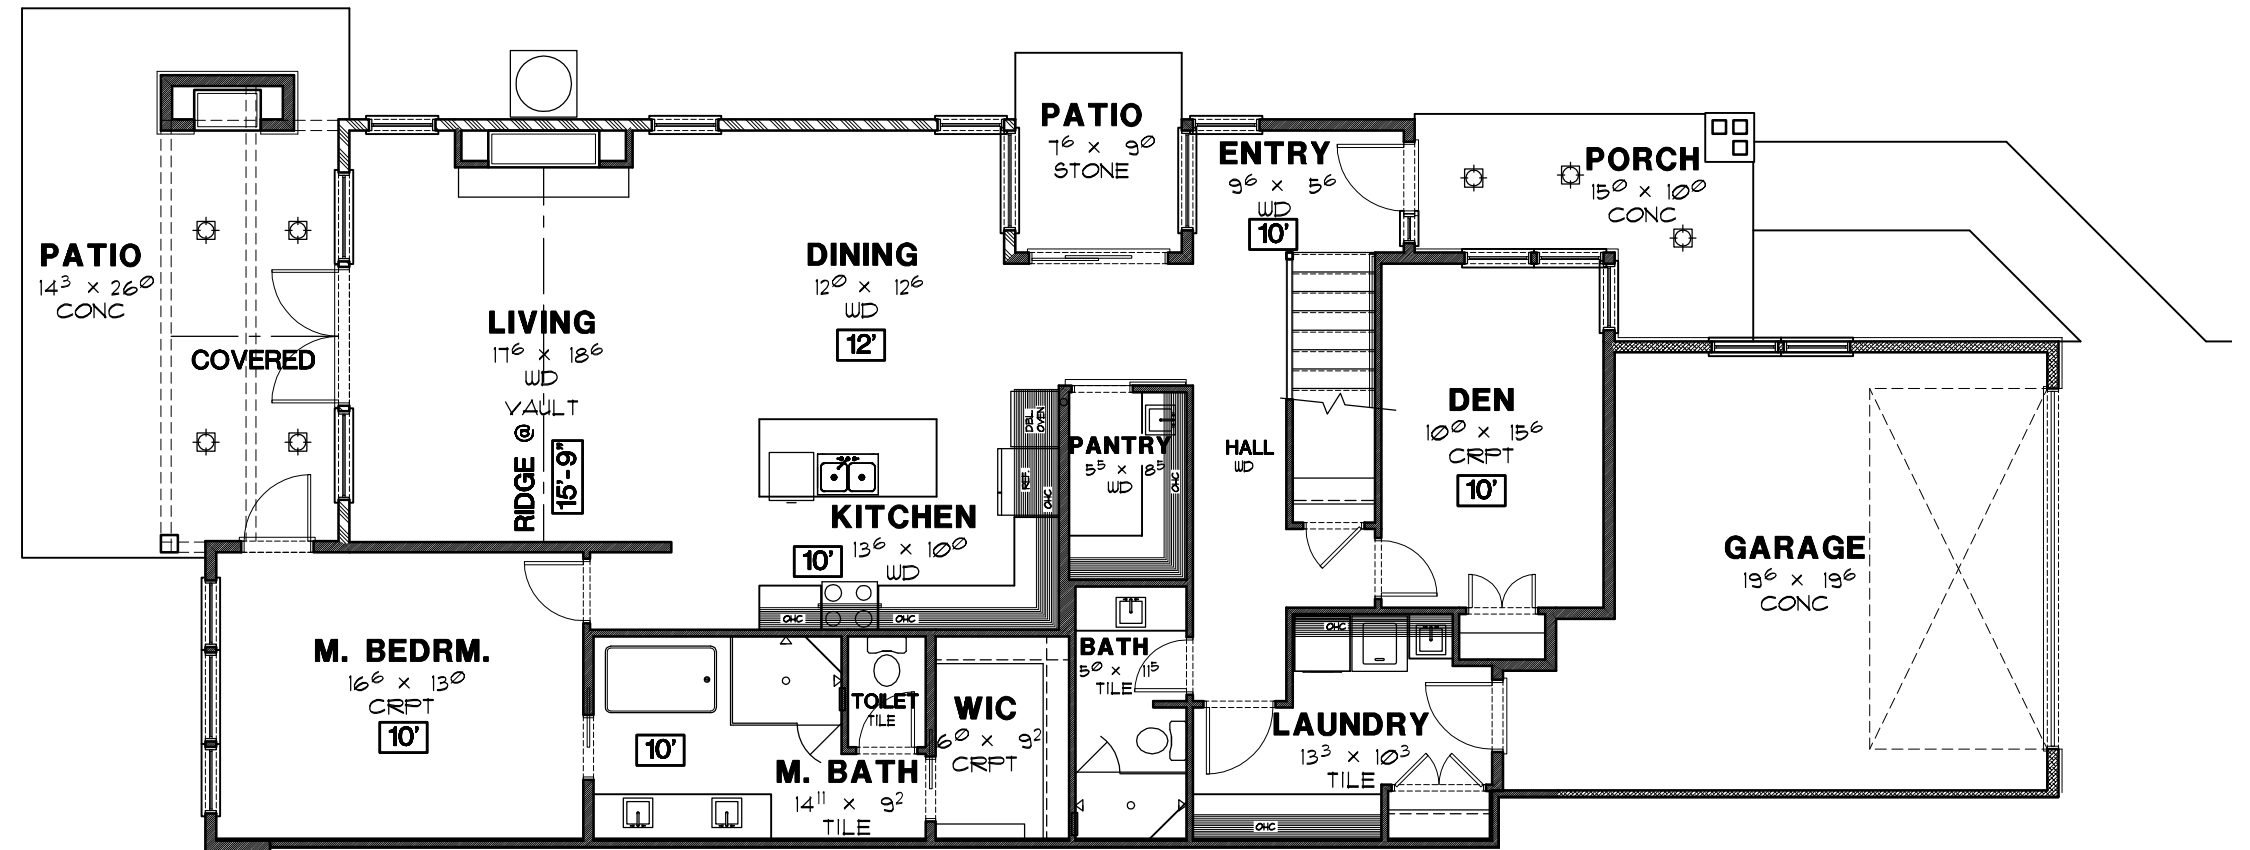 PATIO
14³ × 26⁰
CONC
COVERED
LIVING
17⁶ × 18⁶
WD
VAULT
RIDGE @
15'-9"
DINING
12⁰ × 12⁶
WD
12'
PATIO
7⁶ × 9⁰
STONE
ENTRY
9⁶ × 5⁶
WD
10'
PORCH
15⁰ × 10⁰
CONC
KITCHEN
13⁶ × 10⁰
WD
10'
DBL
OVEN
REF.
OHC
OHC
OHC
PANTRY
5⁵ × 8⁵
WD
OHC
HALL
WD
DEN
10⁰ × 15⁶
CRPT
10'
GARAGE
19⁶ × 19⁶
CONC
M. BEDRM.
16⁶ × 13⁰
CRPT
10'
10'
M. BATH
14¹¹ × 9²
TILE
TOILET
TILE
WIC
6⁰ × 9²
CRPT
BATH
5⁰ × 11⁵
TILE
OHC
LAUNDRY
13³ × 10³
TILE
OHC